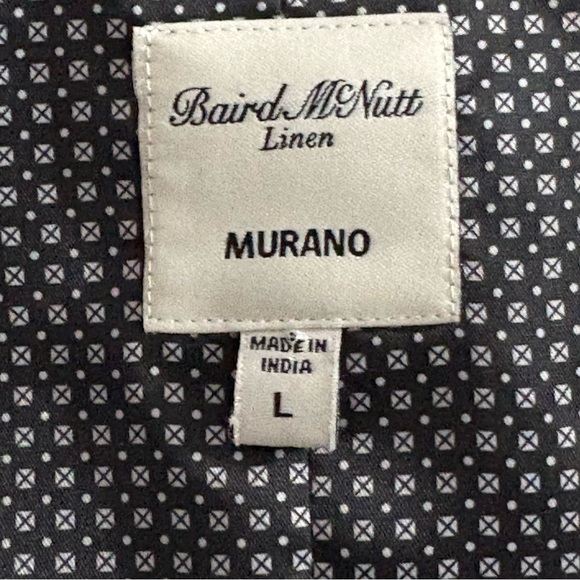 Baird McNutt
Linen
MURANO
MADE IN
INDIA
L